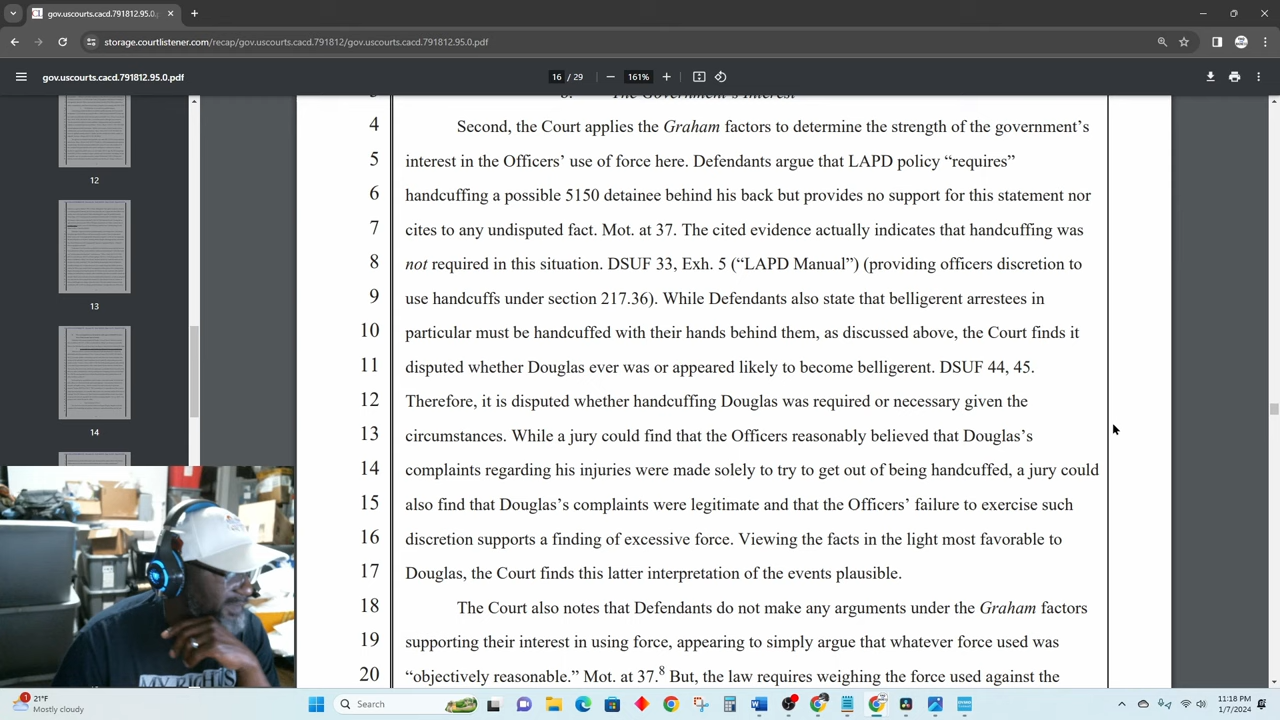 gov.uscourts.cacd.791812.95.0.p
storage.courtlistener.com/recap/gov.uscourts.cacd.791812/gov.uscourts.cacd.791812.95.0.pdf
gov.uscourts.cacd.791812.95.0.pdf
16 / 29
161%
12
13
14
3
The Government's Interest
4 Second, the Court applies the Graham factors to determine the strength of the government's
5 interest in the Officers' use of force here. Defendants argue that LAPD policy “requires”
6 handcuffing a possible 5150 detainee behind his back but provides no support for this statement nor
7 cites to any undisputed fact. Mot. at 37. The cited evidence actually indicates that handcuffing was
8 not required in this situation. DSUF 33, Exh. 5 (“LAPD Manual”) (providing officers discretion to
9 use handcuffs under section 217.36). While Defendants also state that belligerent arrestees in
10 particular must be handcuffed with their hands behind them, as discussed above, the Court finds it
11 disputed whether Douglas ever was or appeared likely to become belligerent. DSUF 44, 45.
12 Therefore, it is disputed whether handcuffing Douglas was required or necessary given the
13 circumstances. While a jury could find that the Officers reasonably believed that Douglas's
14 complaints regarding his injuries were made solely to try to get out of being handcuffed, a jury could
15 also find that Douglas's complaints were legitimate and that the Officers' failure to exercise such
16 discretion supports a finding of excessive force. Viewing the facts in the light most favorable to
17 Douglas, the Court finds this latter interpretation of the events plausible.
18 The Court also notes that Defendants do not make any arguments under the Graham factors
19 supporting their interest in using force, appearing to simply argue that whatever force used was
20 “objectively reasonable.” Mot. at 37.8 But, the law requires weighing the force used against the
MY RIGHTS
1
21°F
Mostly cloudy
Search
11:18 PM
1/7/2024